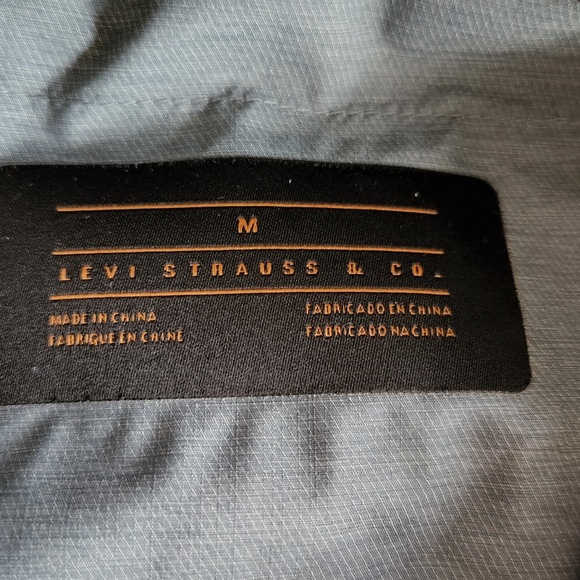 M
LEVI STRAUSS & CO.
MADE IN CHINA
FABRIQUE EN CHINE
FABRICADO EN CHINA
FABRICADO NA CHINA